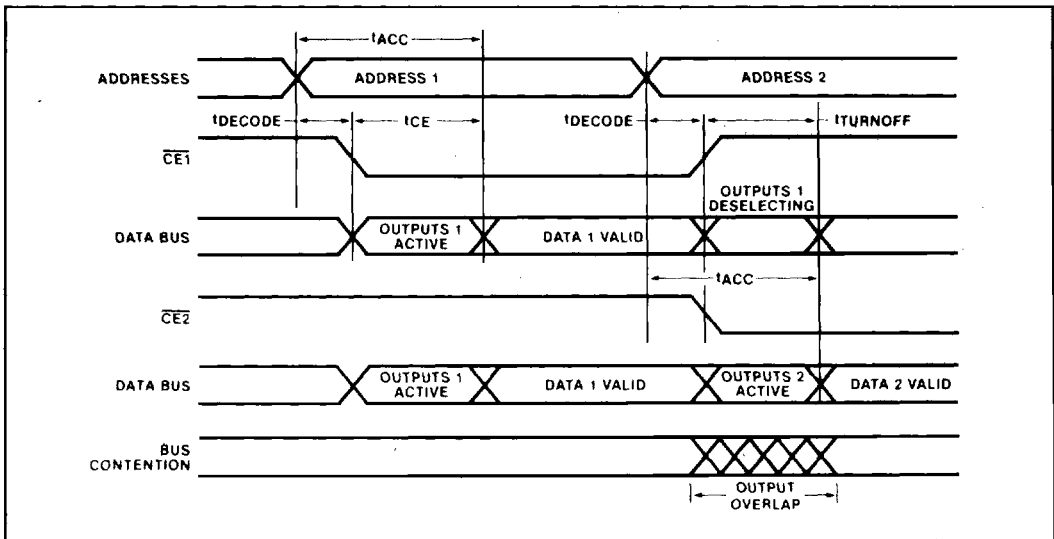 tACC
ADDRESSES
ADDRESS 1
ADDRESS 2
tDECODE
tCE
tDECODE
tTURNOFF
CE1
OUTPUTS 1
DESELECTING
DATA BUS
OUTPUTS 1
ACTIVE
DATA 1 VALID
tACC
CE2
DATA BUS
OUTPUTS 1
ACTIVE
DATA 1 VALID
OUTPUTS 2
ACTIVE
DATA 2 VALID
BUS
CONTENTION
OUTPUT
OVERLAP